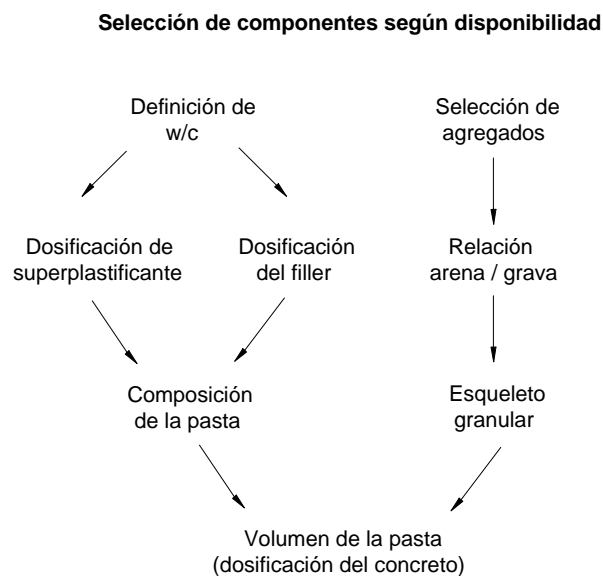 Selección de componentes según disponibilidad
Definición de
w/c
Selección de
agregados
Dosificación de
superplastificante
Dosificación
del filler
Relación
arena / grava
Composición
de la pasta
Esqueleto
granular
Volumen de la pasta
(dosificación del concreto)